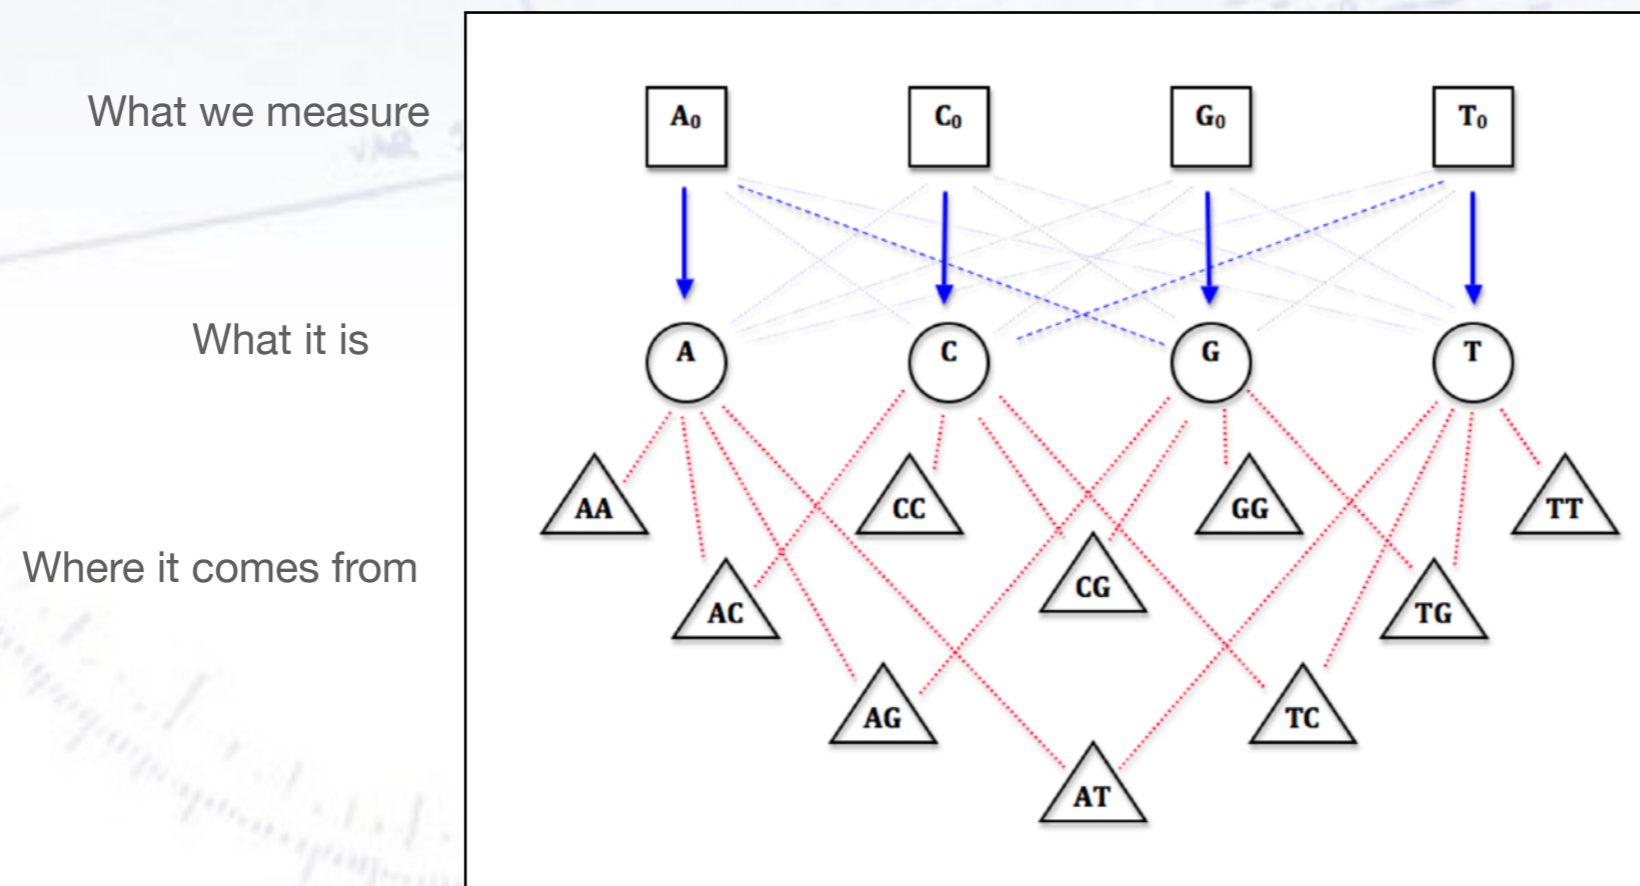 What we measure
A₀ C₀ G₀ T₀
What it is
A C G T
AA CC GG TT
Where it comes from
AC CG TG
AG TC
AT